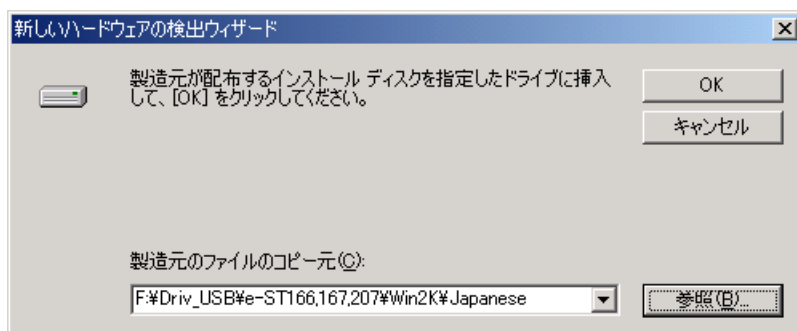 新しいハードウェアの検出ウィザード
製造元が配布するインストール ディスクを指定したドライブに挿入
して、[OK] をクリックしてください。
OK
キャンセル
製造元のファイルのコピー元(C):
F:¥Driv_USB¥e-ST166,167,207¥Win2K¥Japanese
参照(B)...